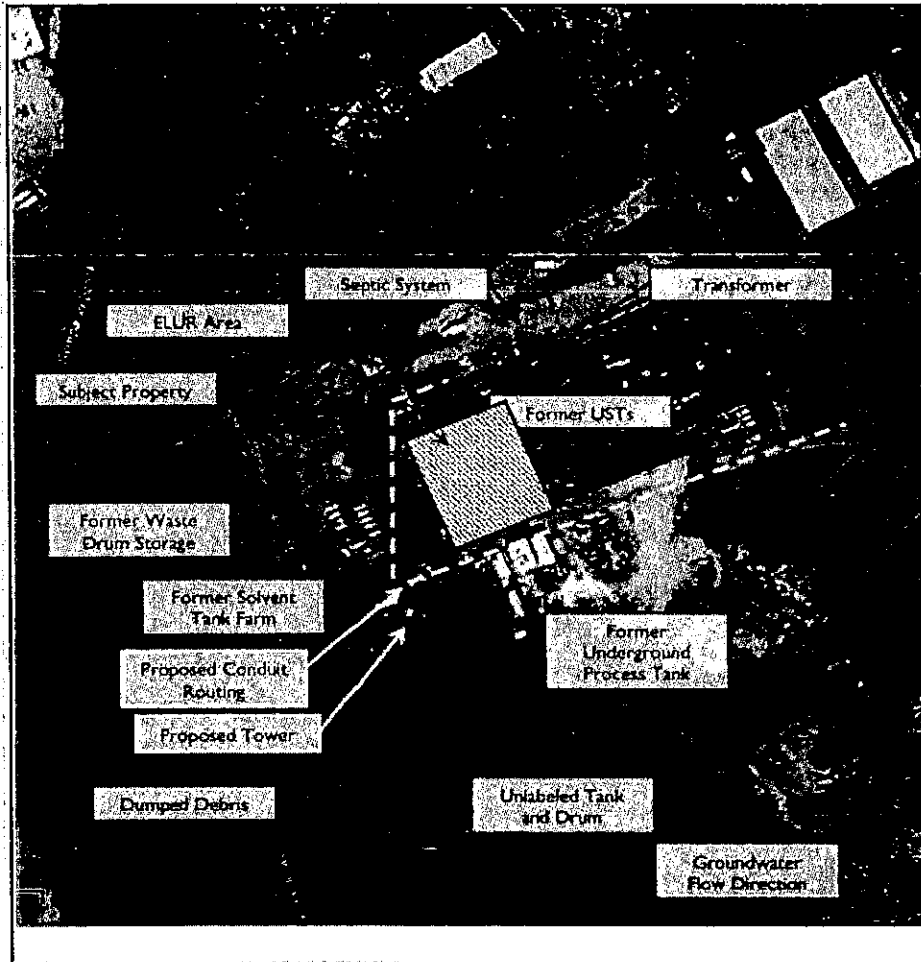 Septic System
Transformer
ELUR Area
Subject Property
Former USTs
Former Waste
Drum Storage
Former Solvent
Tank Farm
Former
Underground
Process Tank
Proposed Conduit
Routing
Proposed Tower
Dumped Debris
Unlabeled Tank
and Drum
Groundwater
Flow Direction